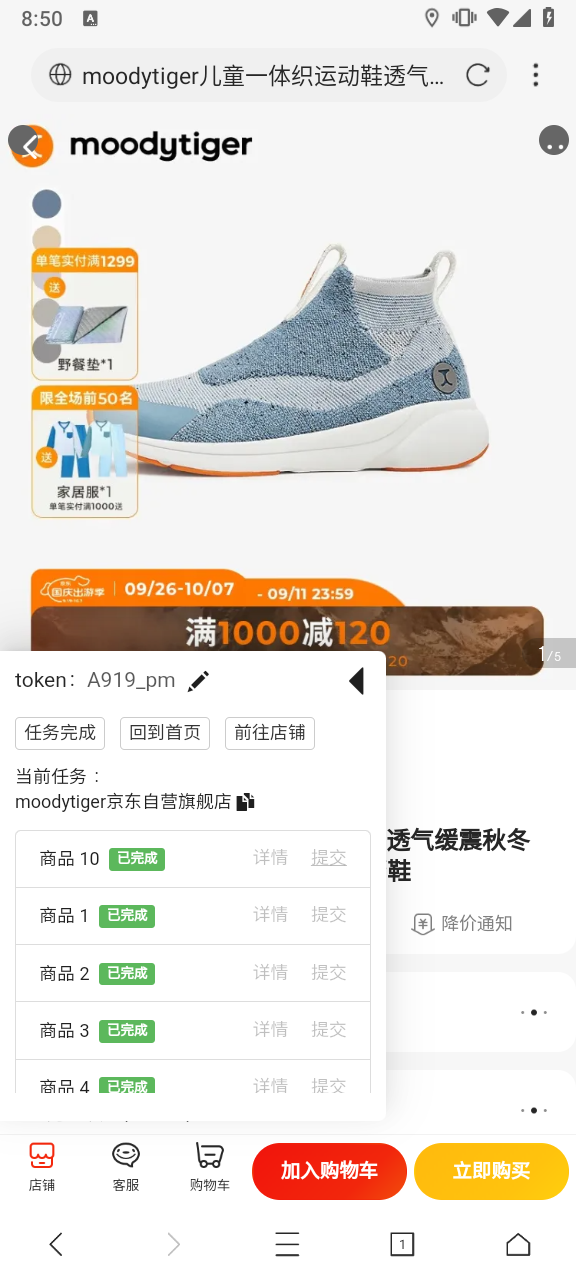 8:50
A
moodytiger儿童一体织运动鞋透气...
moodytiger
单笔实付满1299
送
野餐垫*1
限全场前50名
送
家居服*1
单笔实付满1000送
京东
国庆出游季
09/26-10/07
- 09/11 23:59
满1000减120
20
1/5
token: A919_pm
任务完成
回到首页
前往店铺
当前任务：
moodytiger京东自营旗舰店
商品 10 已完成 详情 提交
商品 1 已完成 详情 提交
商品 2 已完成 详情 提交
商品 3 已完成 详情 提交
商品 4 已完成 详情 提交
透气缓震秋冬
鞋
降价通知
店铺
客服
购物车
加入购物车
立即购买
1